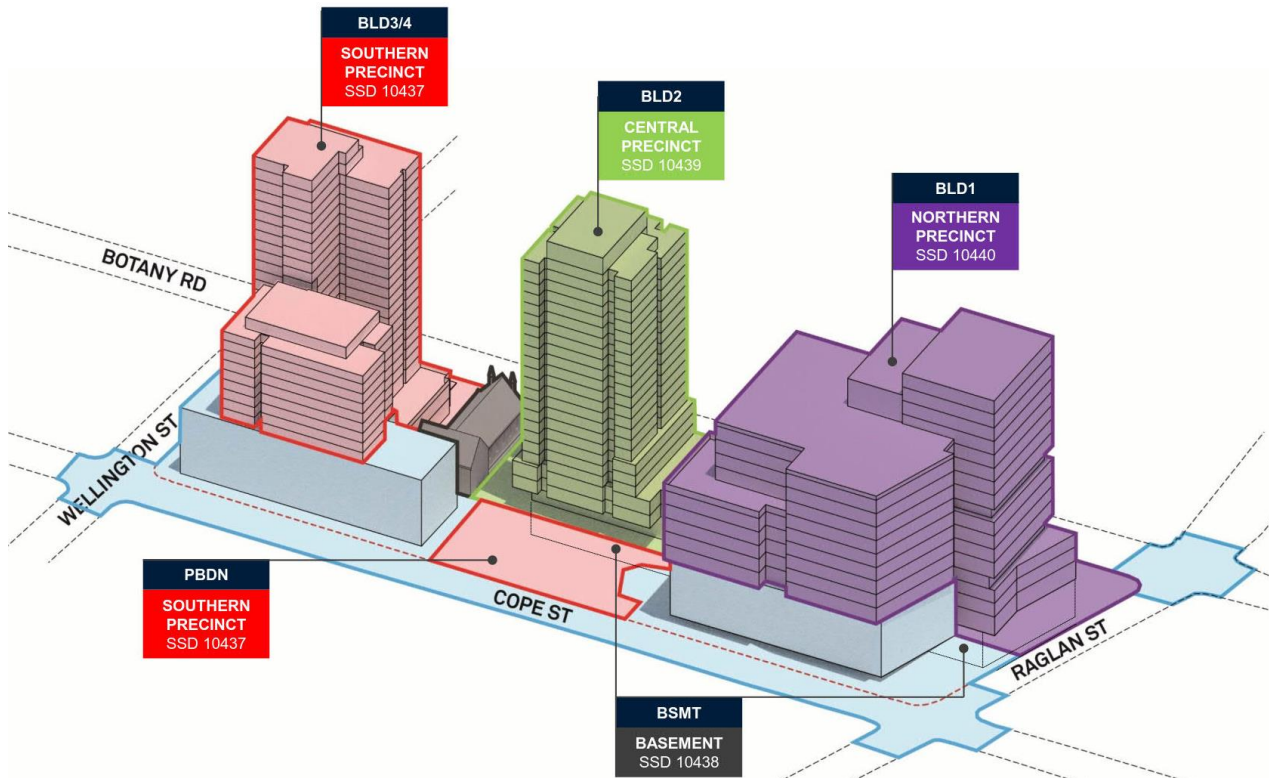 BLD3/4
SOUTHERN
PRECINCT
SSD 10437
BLD2
CENTRAL
PRECINCT
SSD 10439
BLD1
NORTHERN
PRECINCT
SSD 10440
BOTANY RD
WELLINGTON ST
PBDN
SOUTHERN
PRECINCT
SSD 10437
COPE ST
RAGLAN ST
BSMT
BASEMENT
SSD 10438